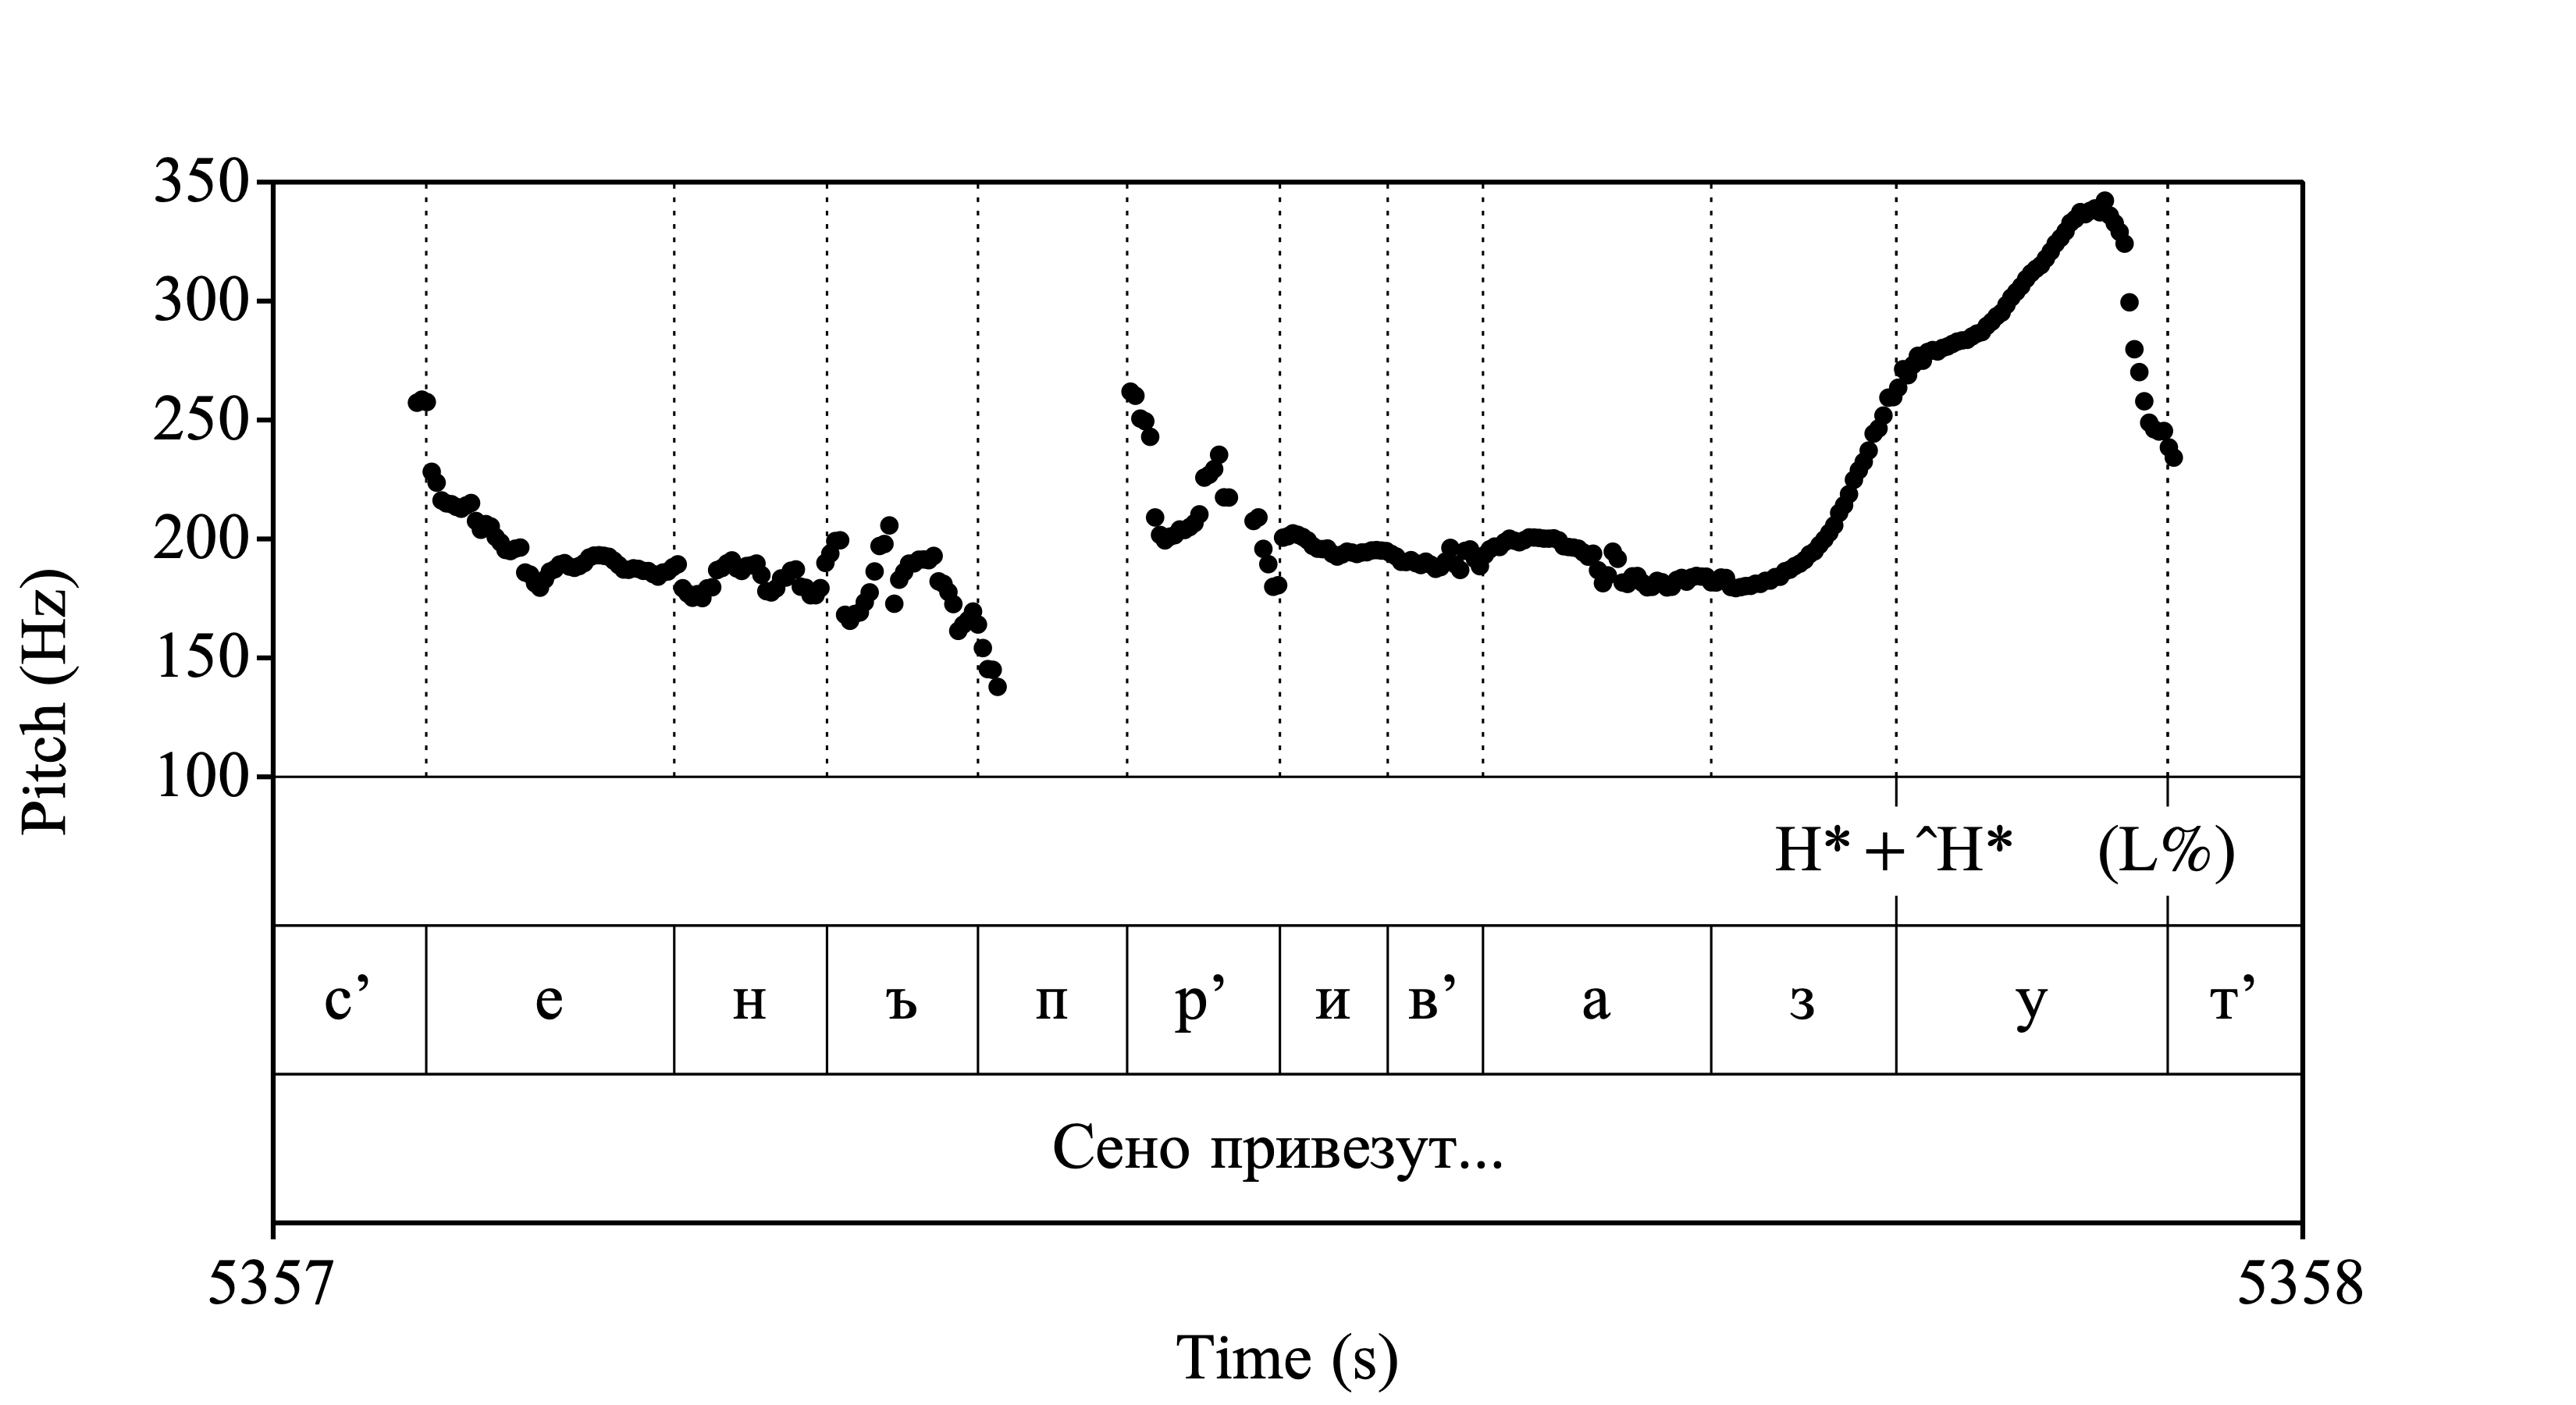 350
300
250
200
150
100
Pitch (Hz)
H* + ˆH* (L%)
с’ е н ъ п р’ и в’ а з у т’
Сено привезут...
5357 5358
Time (s)